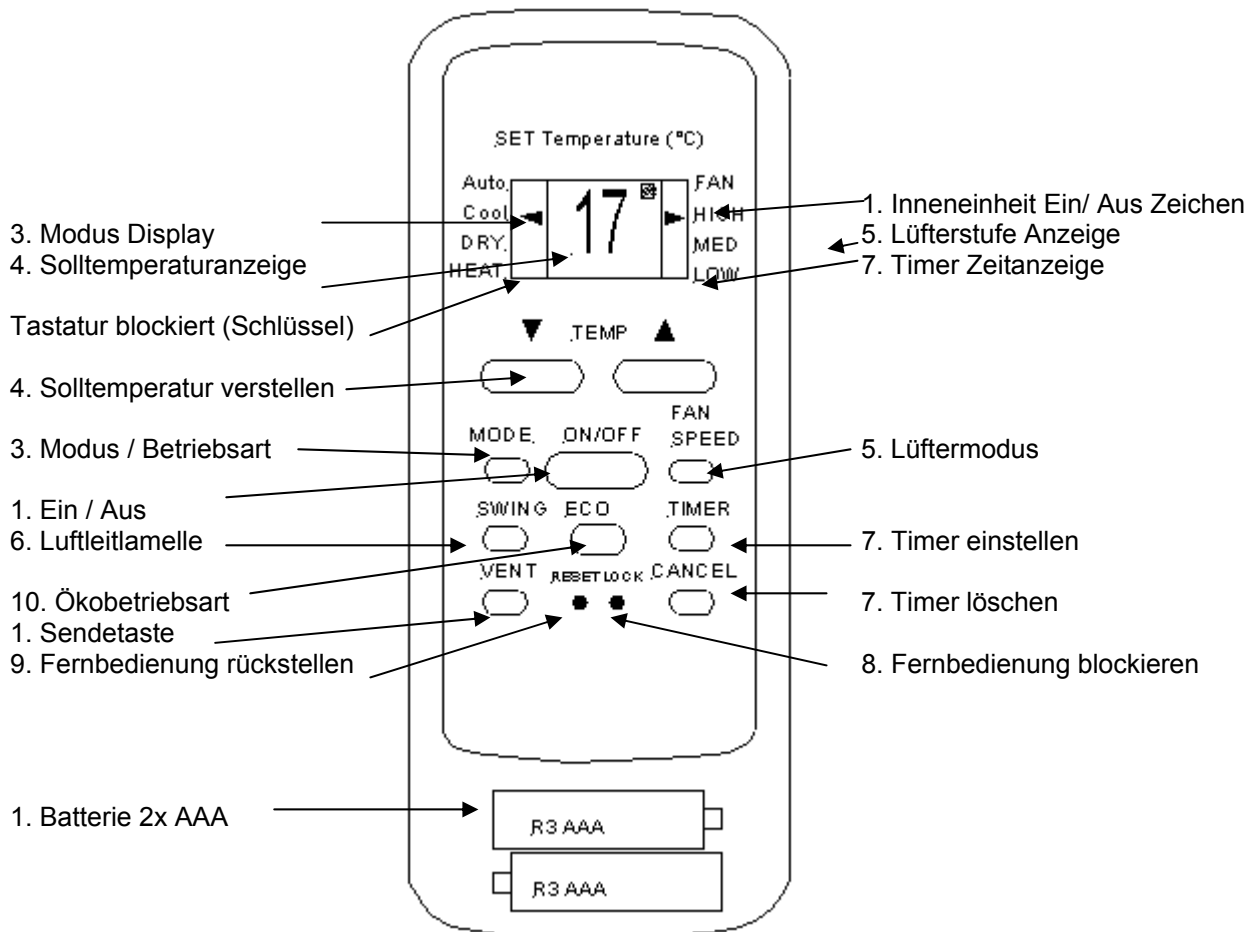 SET Temperature (°C)
Auto
FAN
Cool
17
HIGH
1. Inneneinheit Ein/ Aus Zeichen
3. Modus Display
DRY
MED
5. Lüfterstufe Anzeige
4. Solltemperaturanzeige
HEAT
LOW
7. Timer Zeitanzeige
Tastatur blockiert (Schlüssel)
▼ TEMP ▲
4. Solltemperatur verstellen
FAN
MODE
ON/OFF
SPEED
3. Modus / Betriebsart
5. Lüftermodus
1. Ein / Aus
SWING
ECO
TIMER
6. Luftleitlamelle
7. Timer einstellen
VENT
RESET LOCK
CANCEL
10. Ökobetriebsart
7. Timer löschen
1. Sendetaste
9. Fernbedienung rückstellen
8. Fernbedienung blockieren
1. Batterie 2x AAA
R3 AAA
R3 AAA